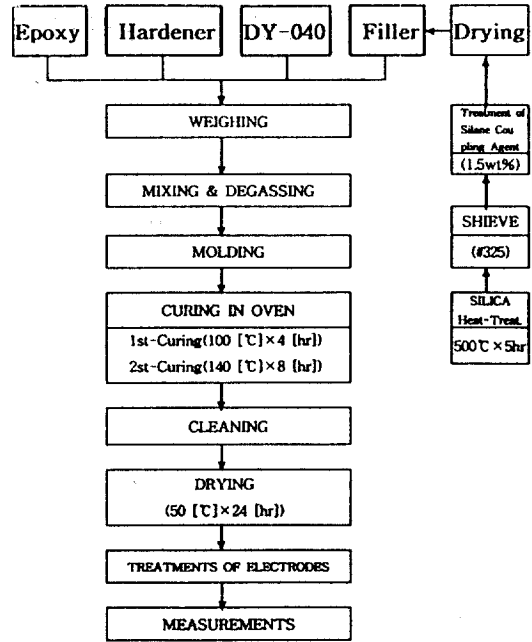 Epoxy
Hardener
DY-040
Filler
Drying
Treatment of
Silane Cou
pling Agent
(1.5wt%)
WEIGHING
MIXING & DEGASSING
SHIEVE
(#325)
MOLDING
CURING IN OVEN
1st-Curing(100 [℃]×4 [hr])
2st-Curing(140 [℃]×8 [hr])
SILICA
Heat-Treat.
500℃×5hr
CLEANING
DRYING
(50 [℃]×24 [hr])
TREATMENTS OF ELECTRODES
MEASUREMENTS